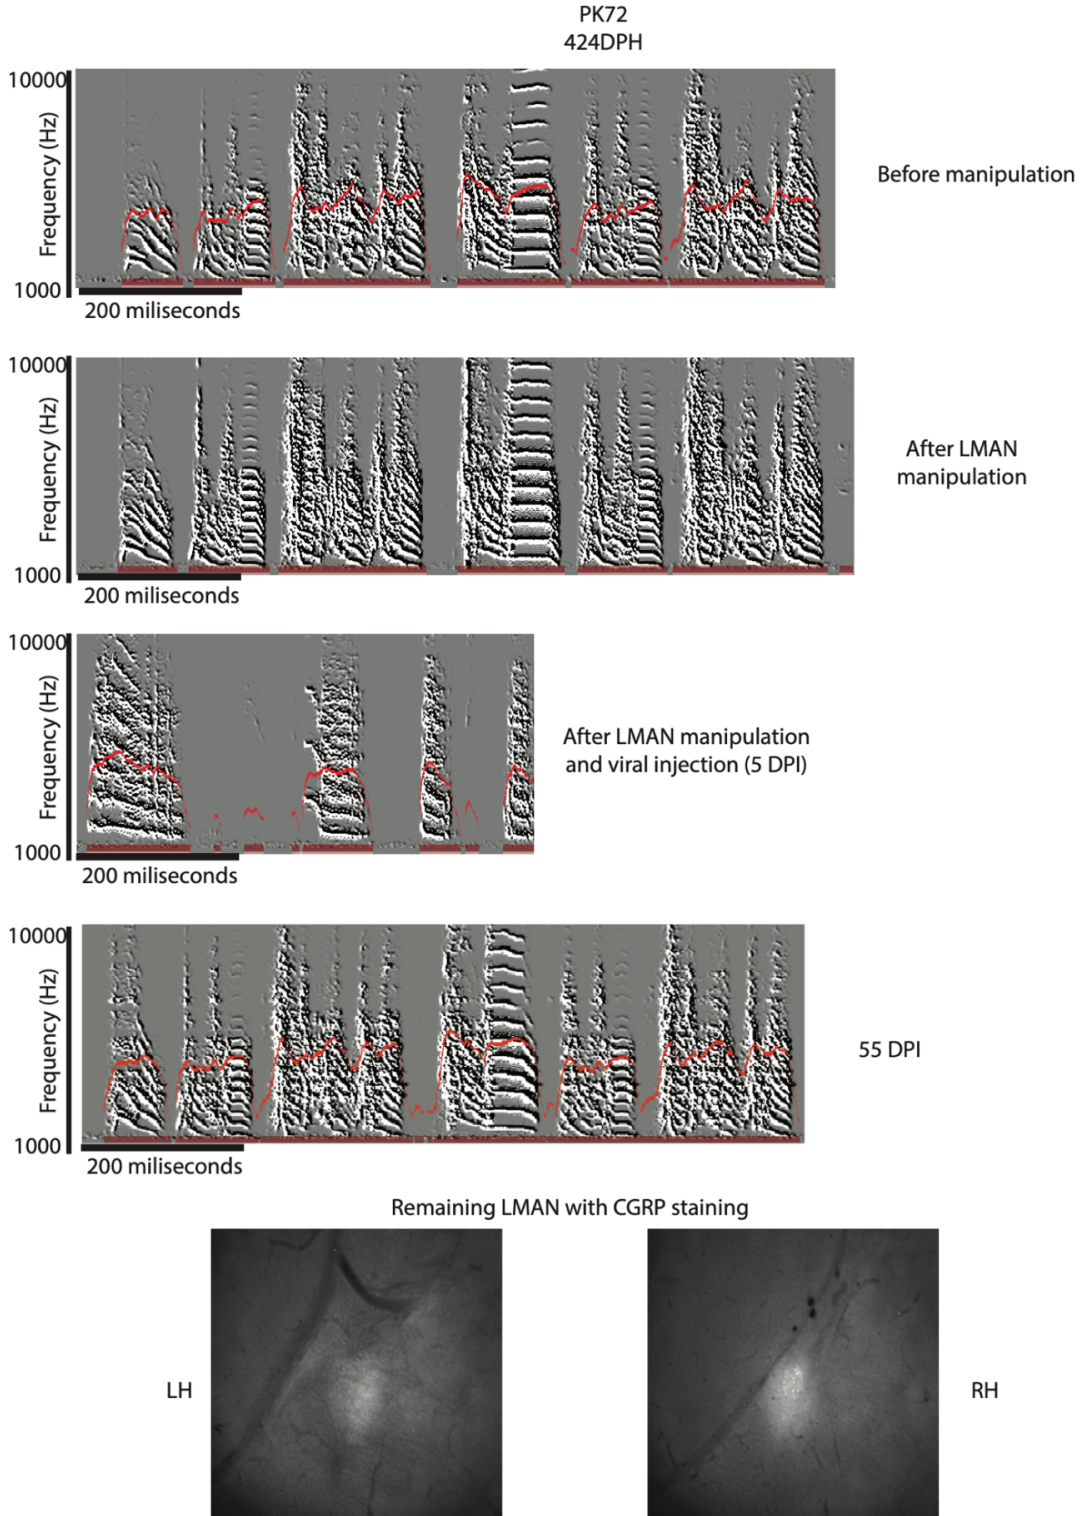 PK72
424DPH
10000
Frequency (Hz)
1000
200 miliseconds
Before manipulation
10000
Frequency (Hz)
1000
200 miliseconds
After LMAN
manipulation
10000
Frequency (Hz)
1000
200 miliseconds
After LMAN manipulation
and viral injection (5 DPI)
10000
Frequency (Hz)
1000
200 miliseconds
55 DPI
Remaining LMAN with CGRP staining
LH
RH